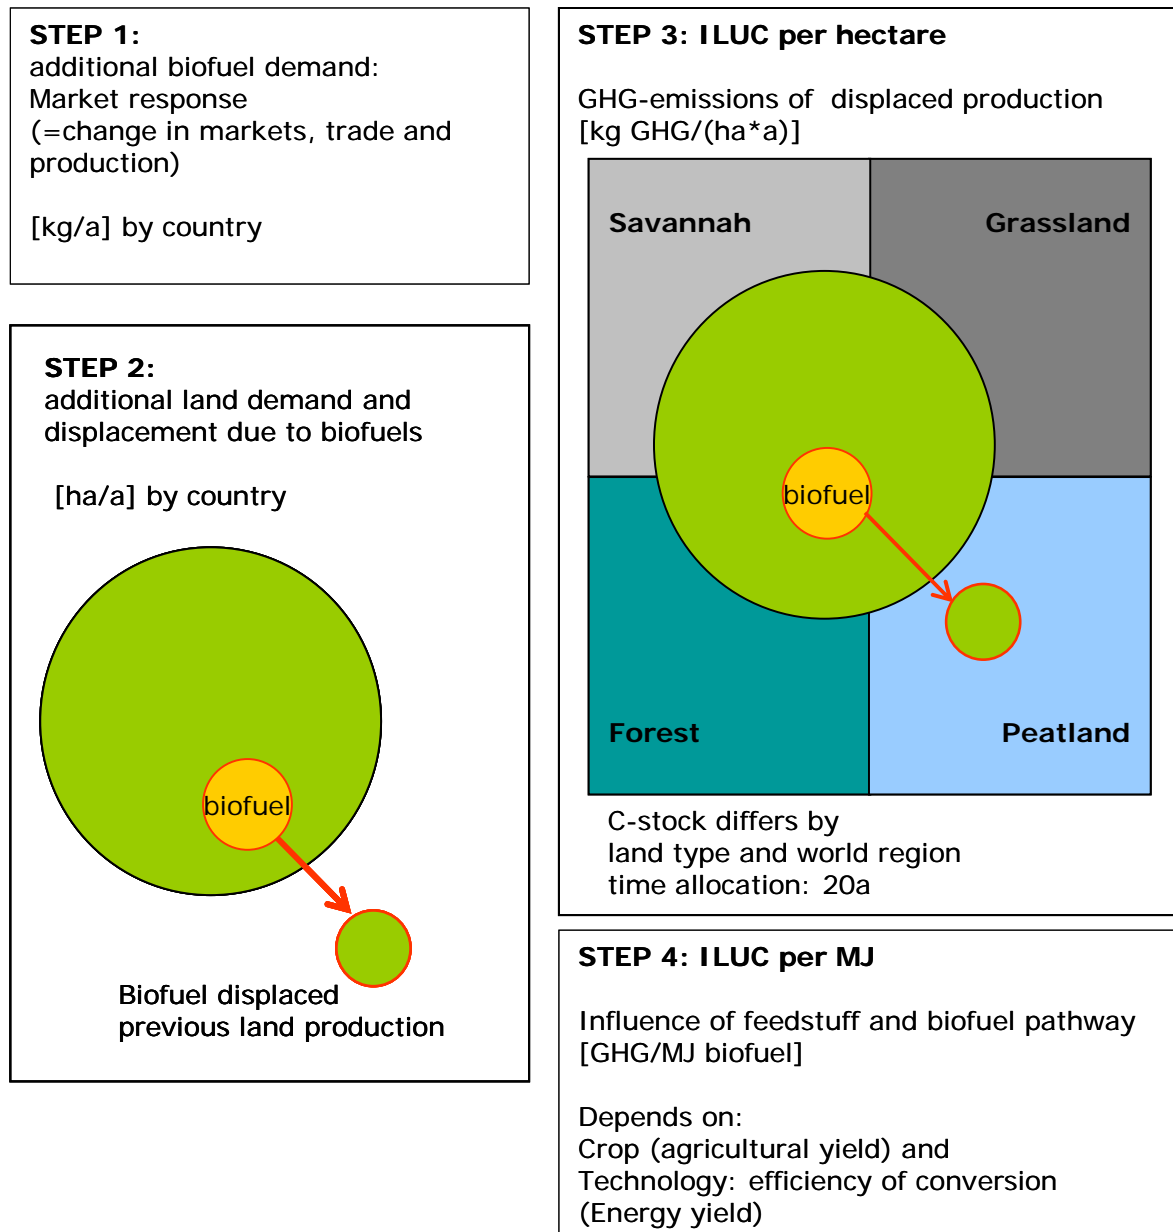 STEP 1:
additional biofuel demand:
Market response
(=change in markets, trade and
production)
[kg/a] by country
STEP 2:
additional land demand and
displacement due to biofuels
[ha/a] by country
biofuel
Biofuel displaced
previous land production
STEP 3: ILUC per hectare
GHG-emissions of displaced production
[kg GHG/(ha*a)]
Savannah
Grassland
biofuel
Forest
Peatland
C-stock differs by
land type and world region
time allocation: 20a
STEP 4: ILUC per MJ
Influence of feedstuff and biofuel pathway
[GHG/MJ biofuel]
Depends on:
Crop (agricultural yield) and
Technology: efficiency of conversion
(Energy yield)